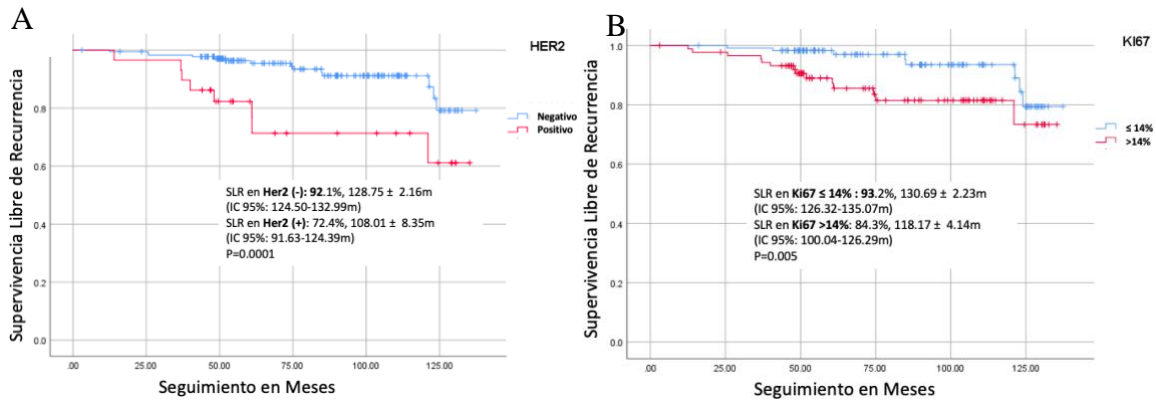 A
HER2
Supervivencia Libre de Recurrencia
1.0
0.8
0.6
0.4
0.2
0.0
Negativo
Positivo
SLR en Her2 (-): 92.1%, 128.75 ± 2.16m
(IC 95%: 124.50-132.99m)
SLR en Her2 (+): 72.4%, 108.01 ± 8.35m
(IC 95%: 91.63-124.39m)
P=0.0001
.00 25.00 50.00 75.00 100.00 125.00
Seguimiento en Meses
B
KI67
Supervivencia Libre de Recurrencia
1.0
0.8
0.6
0.4
0.2
0.0
≤ 14%
>14%
SLR en Ki67 ≤ 14% : 93.2%, 130.69 ± 2.23m
(IC 95%: 126.32-135.07m)
SLR en Ki67 >14%: 84.3%, 118.17 ± 4.14m
(IC 95%: 100.04-126.29m)
P=0.005
.00 25.00 50.00 75.00 100.00 125.00
Seguimiento en Meses